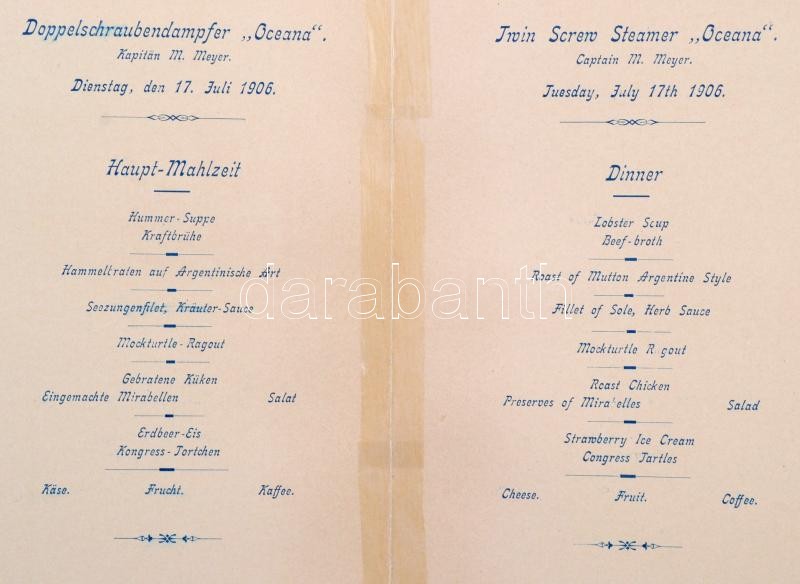 Doppelschraubendampfer „Oceana“.
Kapitän M. Meyer.
Dienstag, den 17. Juli 1906.
Haupt-Mahlzeit
Hummer-Suppe
Kraftbrühe
Hammelbraten auf Argentinische Art
Seezungenfilet, Kräuter-Sauce
Mockturtle-Ragout
Gebratene Küken
Eingemachte Mirabellen Salat
Erdbeer-Eis
Kongress-Tortchen
Käse. Frucht. Kaffee.
Twin Screw Steamer „Oceana“.
Captain M. Meyer.
Tuesday, July 17th 1906.
Dinner
Lobster Soup
Beef-broth
Roast of Mutton Argentine Style
Fillet of Sole, Herb Sauce
Mockturtle Ragout
Roast Chicken
Preserves of Mirabelles Salad
Strawberry Ice Cream
Congress Tartles
Cheese. Fruit. Coffee.
darabanth